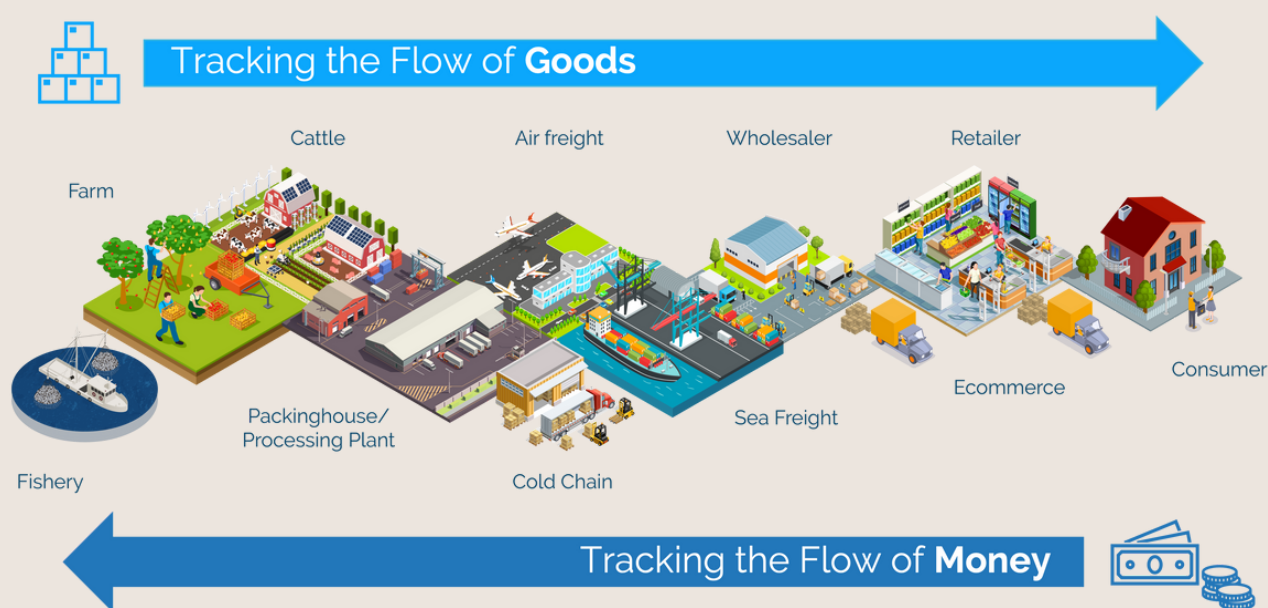 Tracking the Flow of Goods
Cattle
Air freight
Wholesaler
Retailer
Farm
Consumer
Ecommerce
Packinghouse/
Processing Plant
Sea Freight
Fishery
Cold Chain
Tracking the Flow of Money